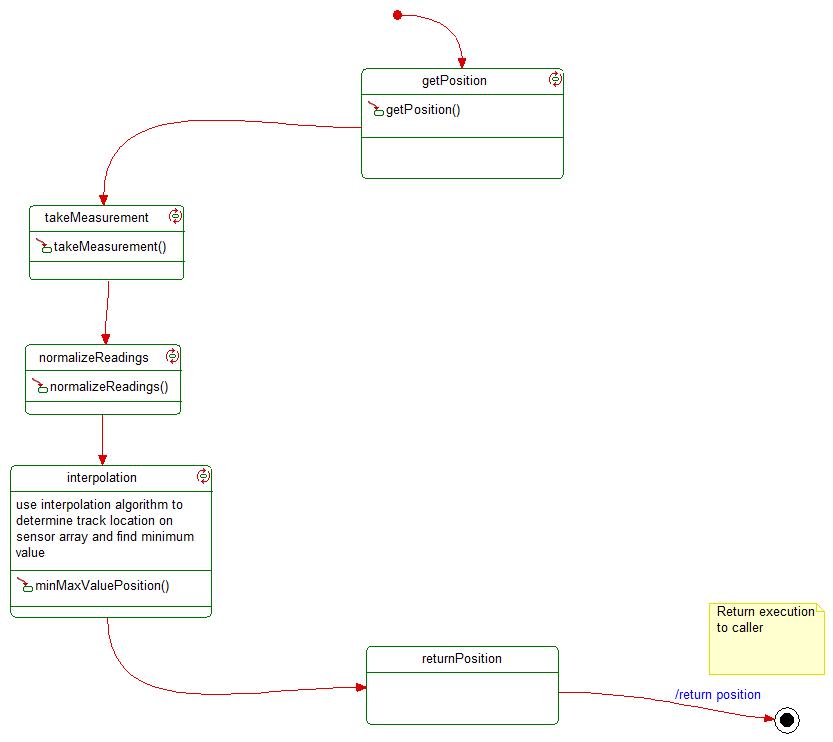 getPosition
getPosition()
takeMeasurement
takeMeasurement()
normalizeReadings
normalizeReadings()
interpolation
use interpolation algorithm to
determine track location on
sensor array and find minimum
value
minMaxValuePosition()
returnPosition
Return execution
to caller
/return position